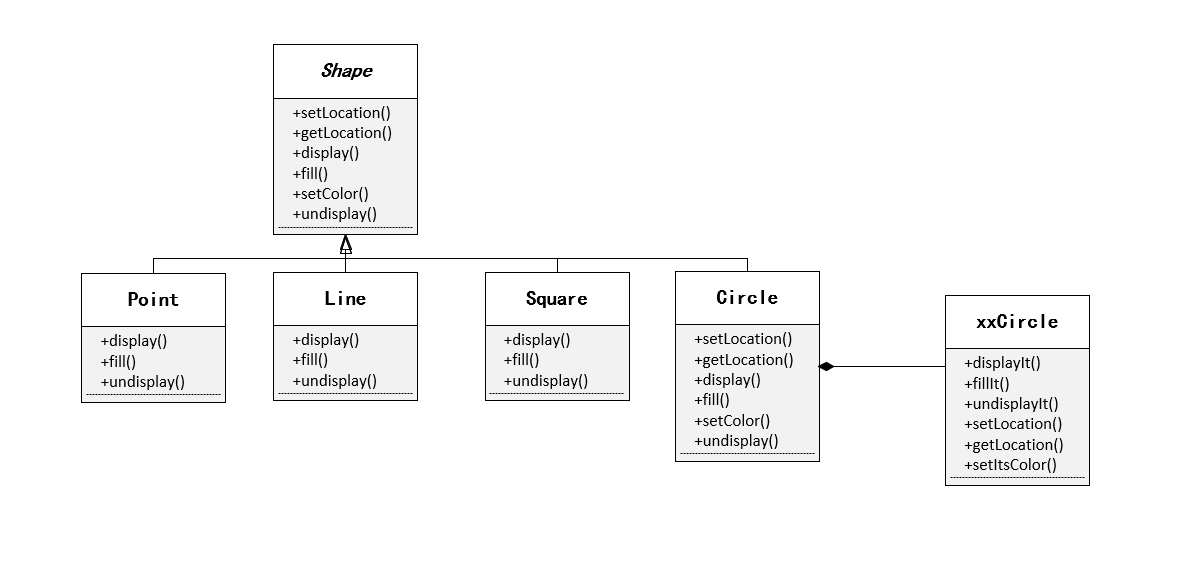 Shape
+setLocation()
+getLocation()
+display()
+fill()
+setColor()
+undisplay()
Point
+display()
+fill()
+undisplay()
Line
+display()
+fill()
+undisplay()
Square
+display()
+fill()
+undisplay()
Circle
+setLocation()
+getLocation()
+display()
+fill()
+setColor()
+undisplay()
xxCircle
+displayIt()
+fillIt()
+undisplayIt()
+setLocation()
+getLocation()
+setItsColor()